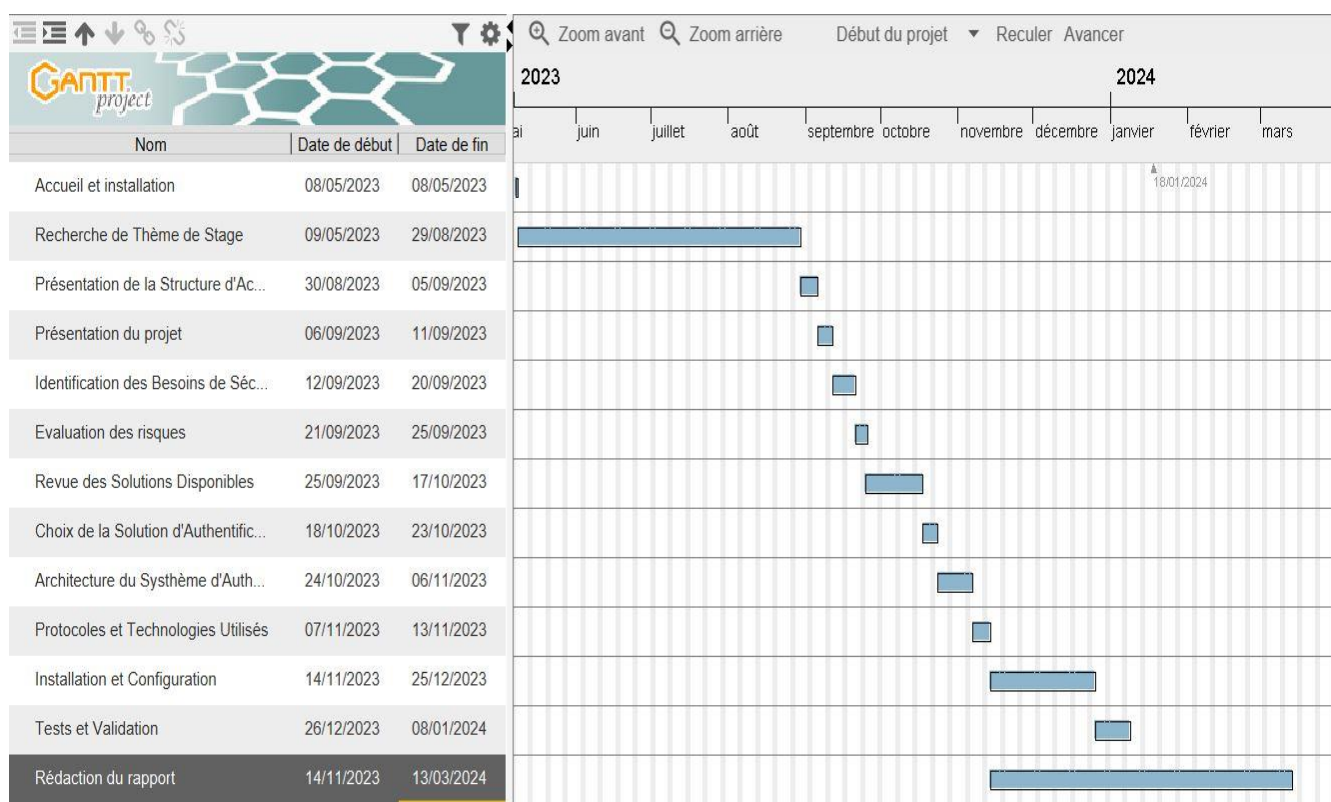 Zoom avant Zoom arrière Début du projet Reculer Avancer
GANTT
project
2023 2024
ai juin juillet août septembre octobre novembre décembre janvier février mars
Nom Date de début Date de fin
18/01/2024
Accueil et installation 08/05/2023 08/05/2023
Recherche de Thème de Stage 09/05/2023 29/08/2023
Présentation de la Structure d'Ac... 30/08/2023 05/09/2023
Présentation du projet 06/09/2023 11/09/2023
Identification des Besoins de Séc... 12/09/2023 20/09/2023
Evaluation des risques 21/09/2023 25/09/2023
Revue des Solutions Disponibles 25/09/2023 17/10/2023
Choix de la Solution d'Authentific... 18/10/2023 23/10/2023
Architecture du Systhème d'Auth... 24/10/2023 06/11/2023
Protocoles et Technologies Utilisés 07/11/2023 13/11/2023
Installation et Configuration 14/11/2023 25/12/2023
Tests et Validation 26/12/2023 08/01/2024
Rédaction du rapport 14/11/2023 13/03/2024